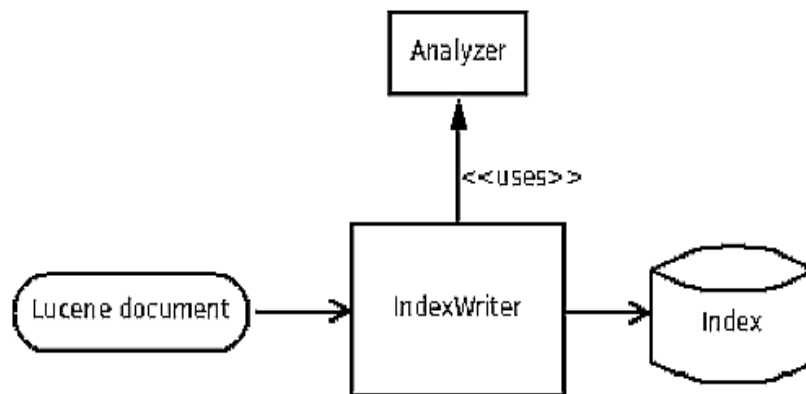 Analyzer
<<uses>>
Lucene document
IndexWriter
Index